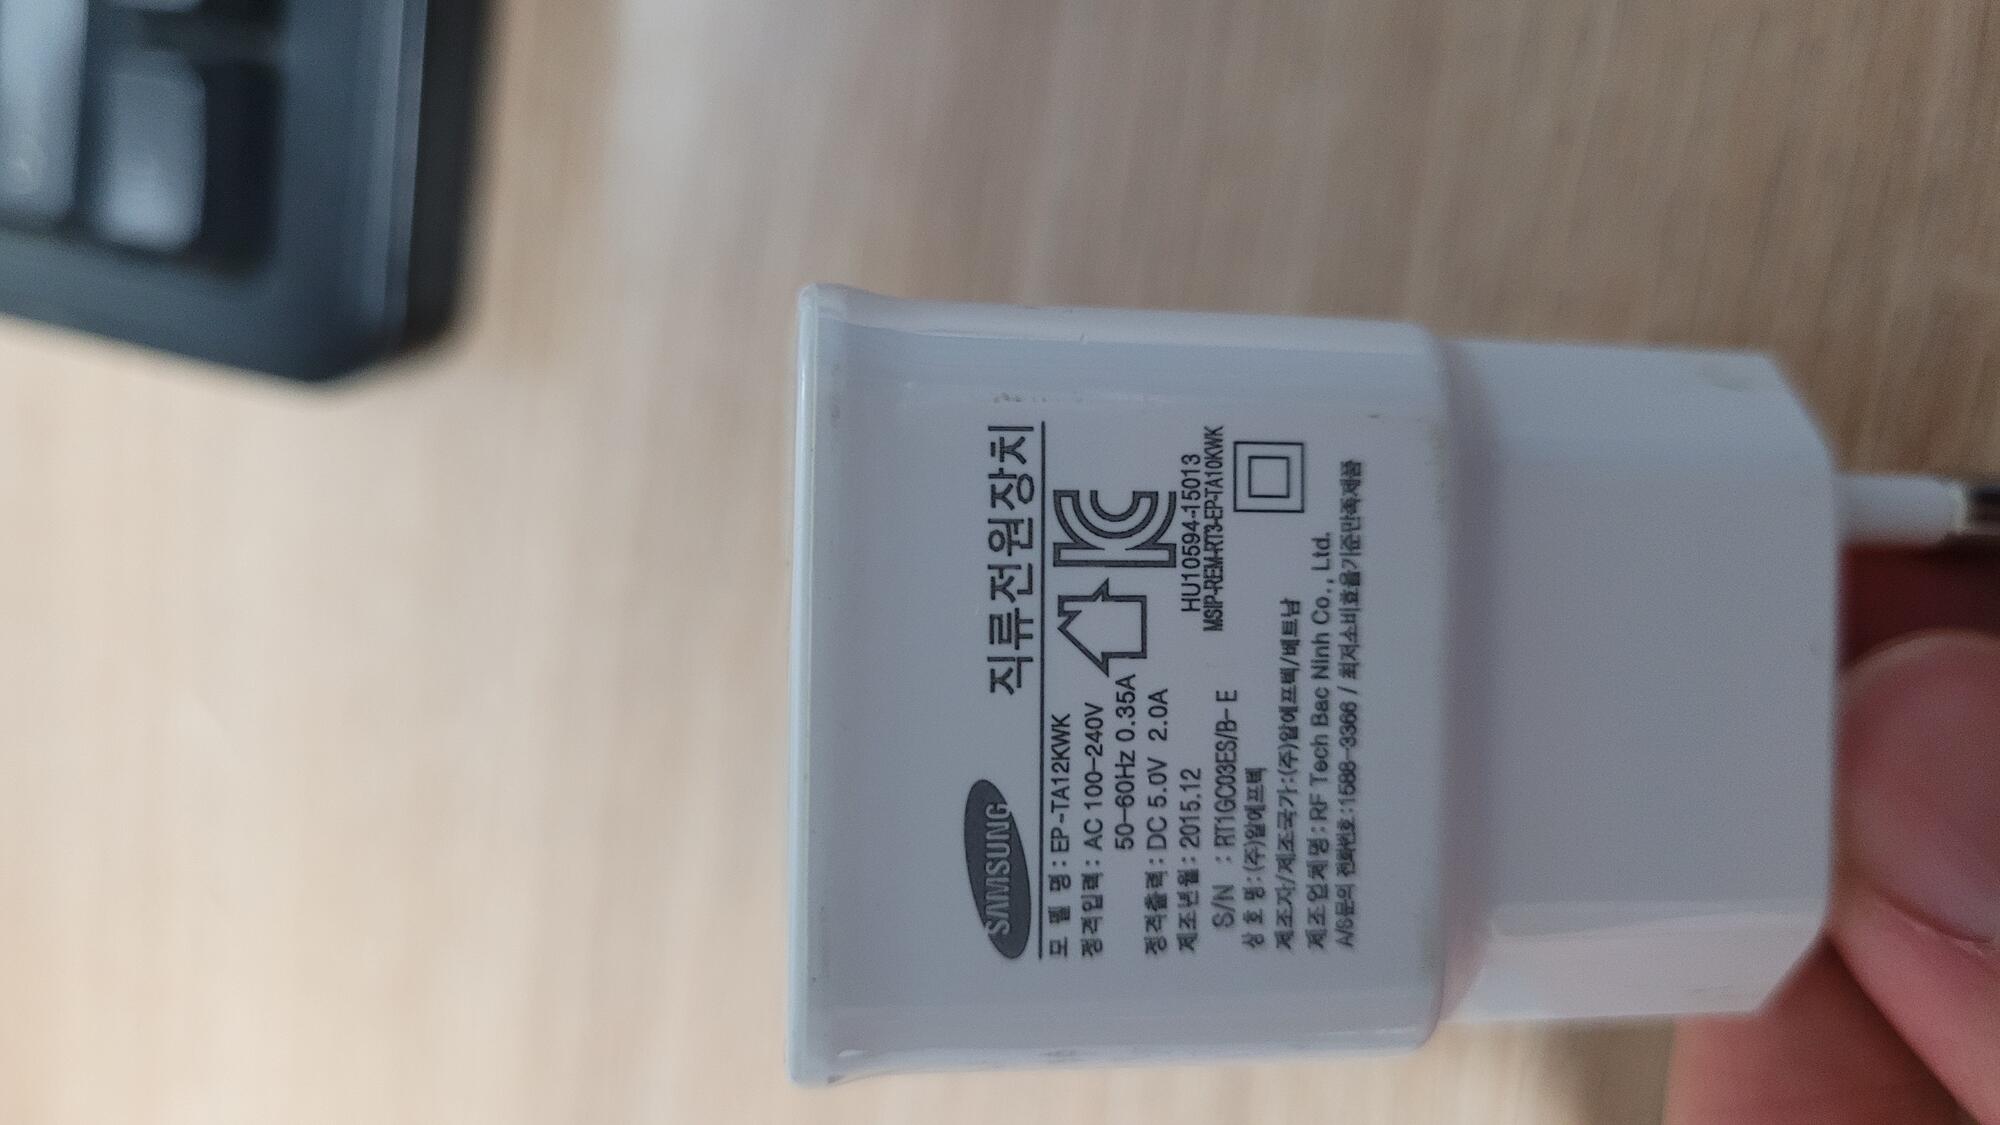 SAMSUNG 직류전원장치
모 델 명 : EP-TA12KWK
정격입력 : AC 100-240V
50-60Hz 0.35A
정격출력 : DC 5.0V 2.0A
제조년월 : 2015.12
HU10594-15013
MSIP-REM-RT3-EP-TA10KWK
S/N : RT1GC03ES/B-E
상 호 명 : (주)알에프텍
제조자/제조국가:(주)알에프텍/베트남
제조업체명 : RF Tech Bac Ninh Co., Ltd.
A/S문의 전화번호:1588-3366 / 최저소비효율기준만족제품